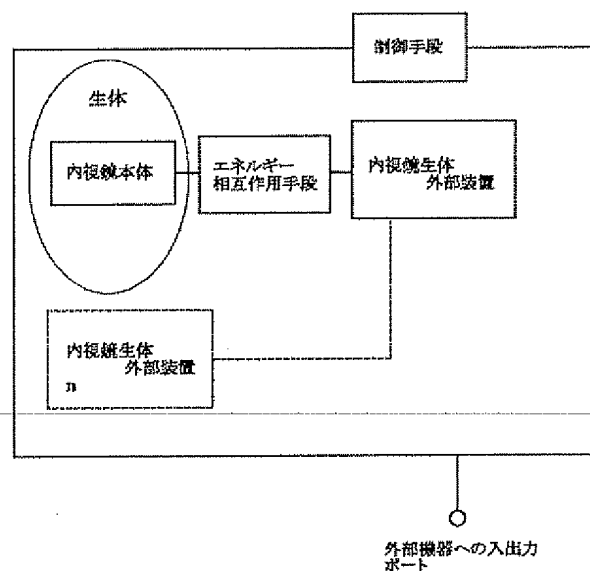 制御手段
生体
内視鏡本体
エネルギー
相互作用手段
内視鏡生体
外部装置
内視鏡生体
外部装置
n
外部機器への入出力
ポート